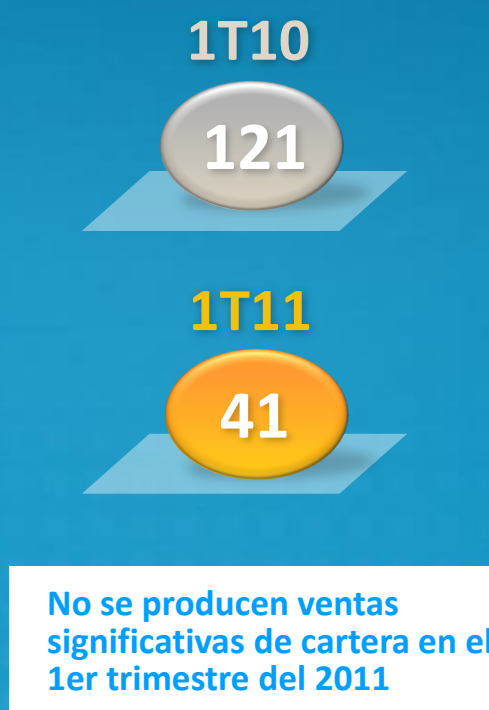 1T10
121
1T11
41
No se producen ventas
significativas de cartera en el
1er trimestre del 2011